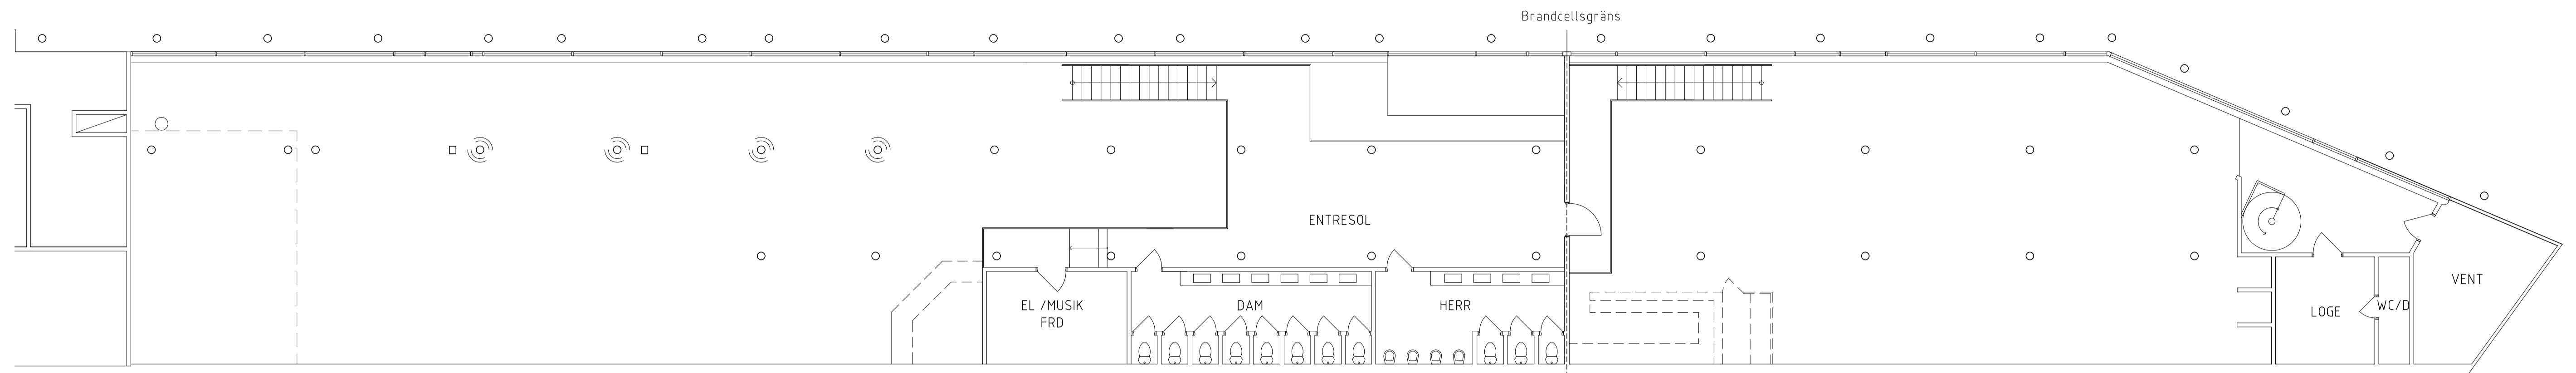 Brandcellsgräns
ENTRESOL
EL /MUSIK
FRD
DAM
HERR
LOGE
WC/D
VENT